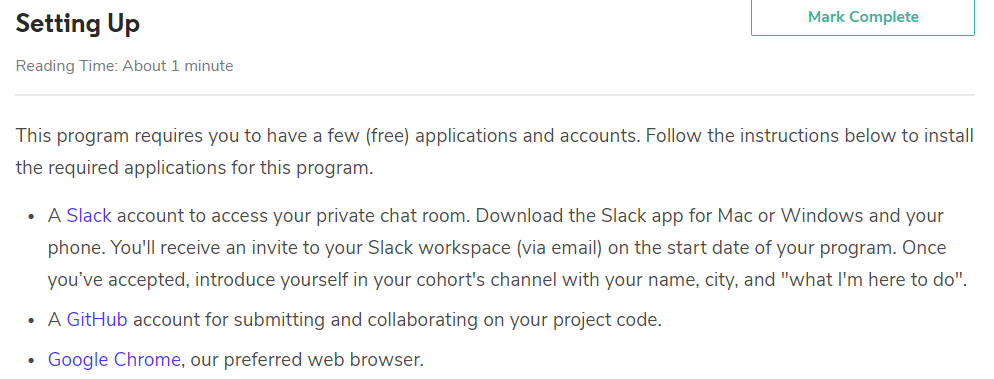 Setting Up
Mark Complete
Reading Time: About 1 minute
This program requires you to have a few (free) applications and accounts. Follow the instructions below to install
the required applications for this program.
• A Slack account to access your private chat room. Download the Slack app for Mac or Windows and your
phone. You'll receive an invite to your Slack workspace (via email) on the start date of your program. Once
you’ve accepted, introduce yourself in your cohort's channel with your name, city, and "what I'm here to do".
• A GitHub account for submitting and collaborating on your project code.
• Google Chrome, our preferred web browser.